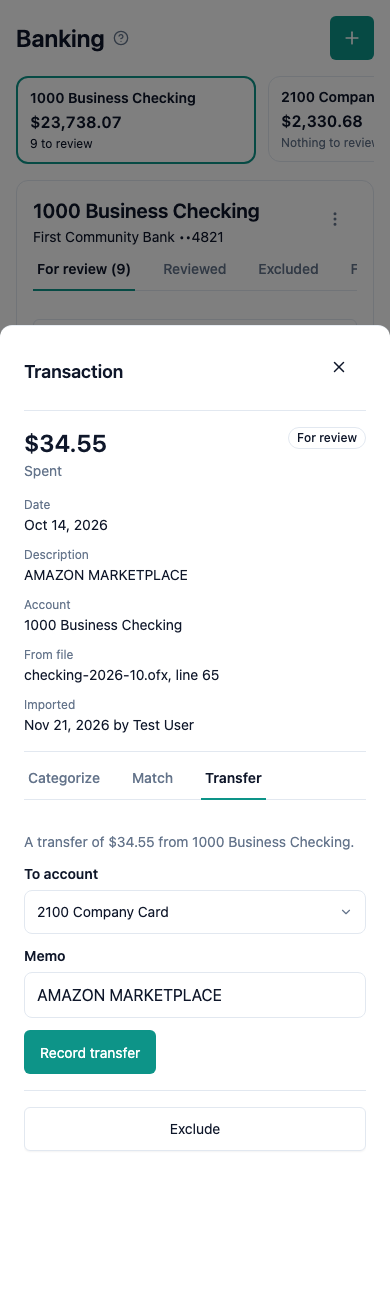 Banking
1000 Business Checking
$23,738.07
9 to review
2100 Compan
$2,330.68
Nothing to review
1000 Business Checking
First Community Bank ••4821
For review (9)
Reviewed
Excluded
F
Transaction
$34.55
For review
Spent
Date
Oct 14, 2026
Description
AMAZON MARKETPLACE
Account
1000 Business Checking
From file
checking-2026-10.ofx, line 65
Imported
Nov 21, 2026 by Test User
Categorize
Match
Transfer
A transfer of $34.55 from 1000 Business Checking.
To account
2100 Company Card
Memo
AMAZON MARKETPLACE
Record transfer
Exclude